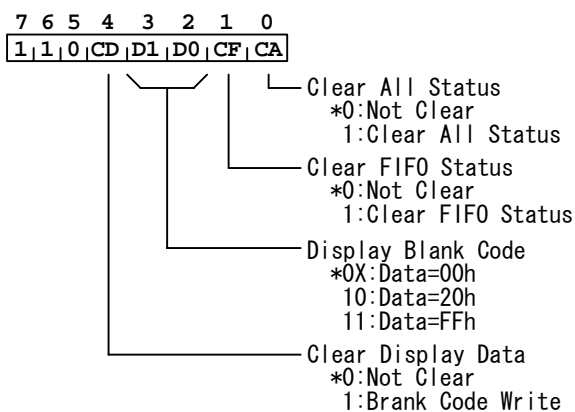 7 6 5 4 3 2 1 0
1 1 0 CD D1 D0 CF CA
Clear All Status
*0:Not Clear
1:Clear All Status
Clear FIFO Status
*0:Not Clear
1:Clear FIFO Status
Display Blank Code
*0X:Data=00h
10:Data=20h
11:Data=FFh
Clear Display Data
*0:Not Clear
1:Brank Code Write